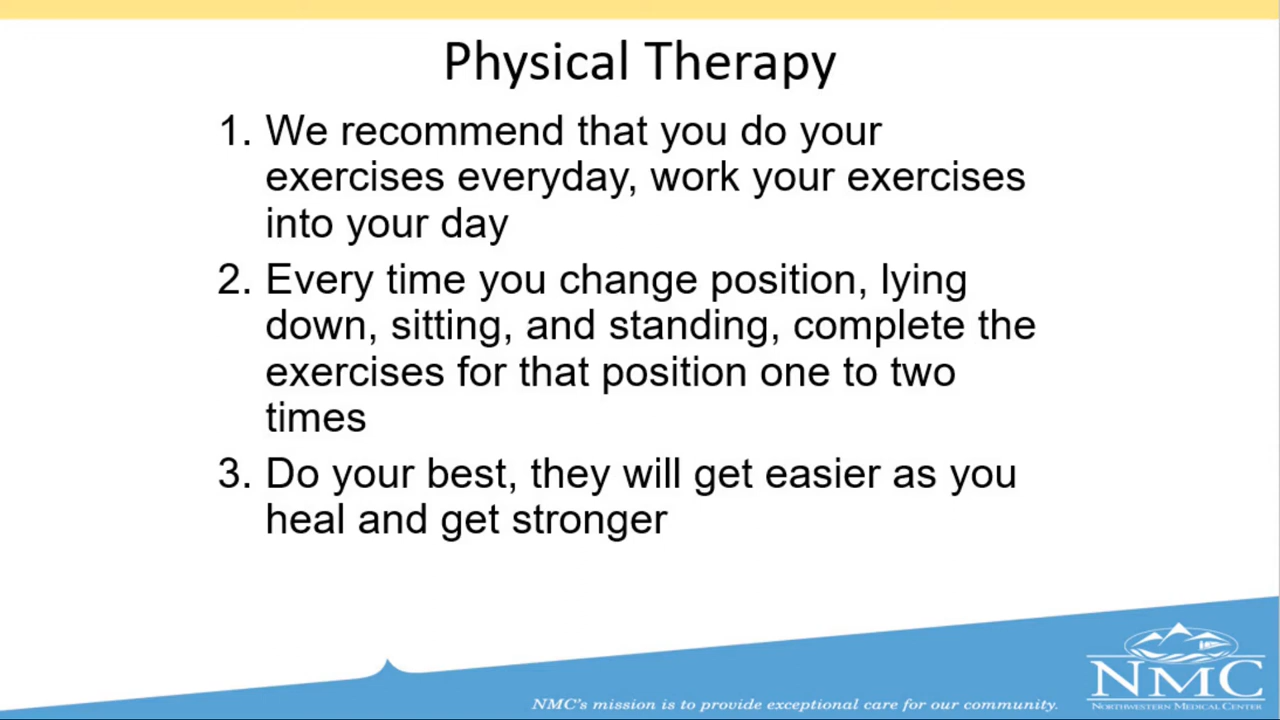 Physical Therapy
1. We recommend that you do your
exercises everyday, work your exercises
into your day
2. Every time you change position, lying
down, sitting, and standing, complete the
exercises for that position one to two
times
3. Do your best, they will get easier as you
heal and get stronger
NMC
Northwestern Medical Center
NMC's mission is to provide exceptional care for our community.